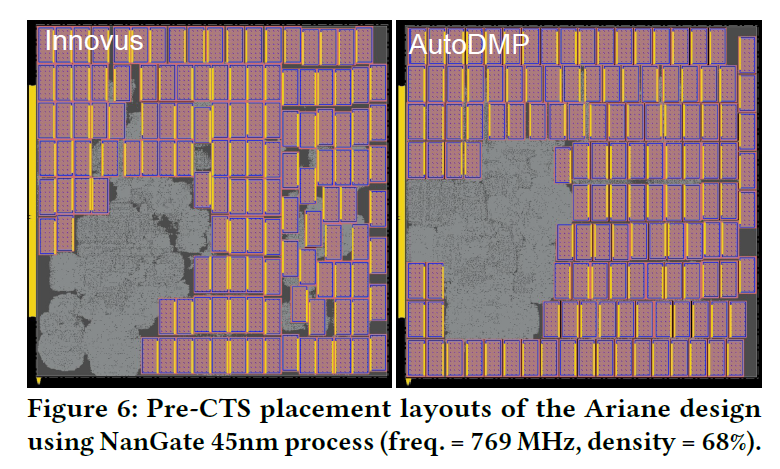 Innovus
AutoDMP
Figure 6: Pre-CTS placement layouts of the Ariane design
using NanGate 45nm process (freq. = 769 MHz, density = 68%).